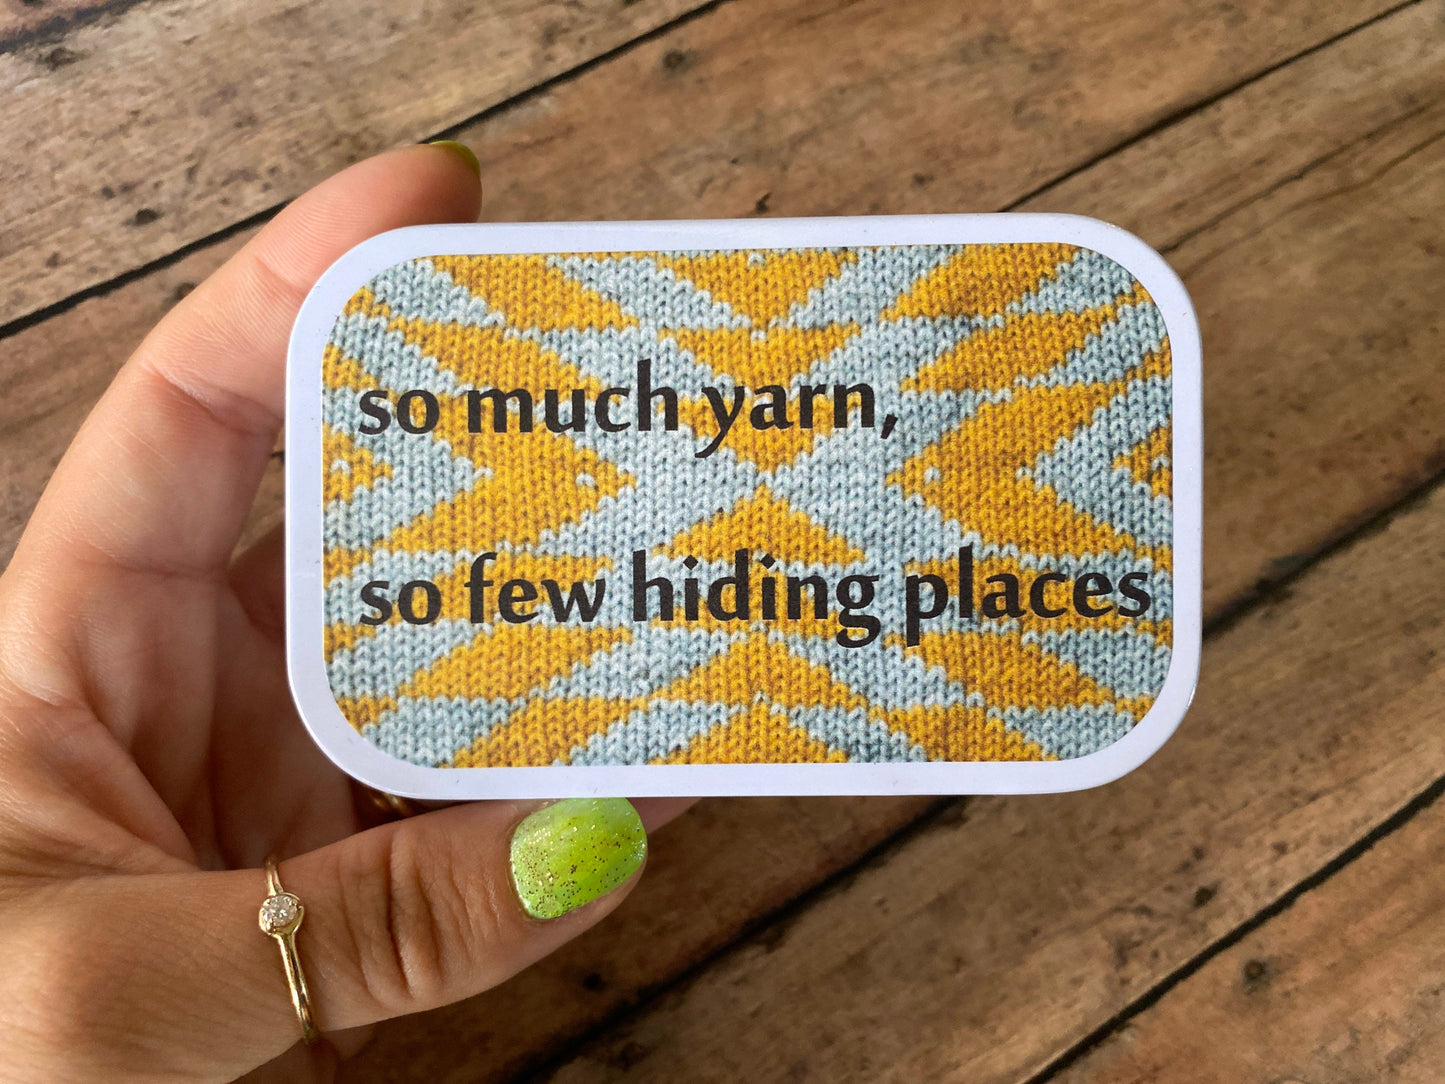 so much yarn,
so few hiding places